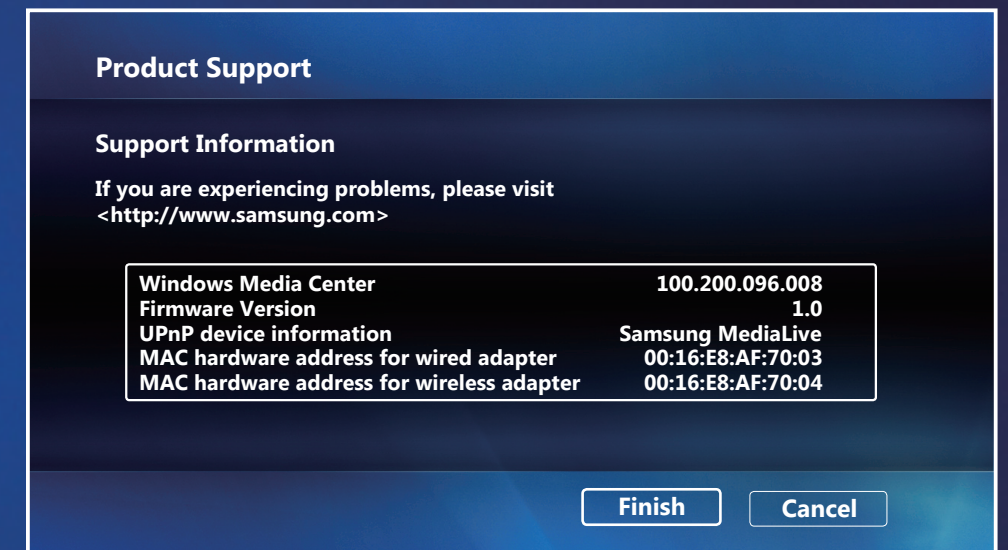 Product Support
Support Information
If you are experiencing problems, please visit
<http://www.samsung.com>
Windows Media Center 100.200.096.008
Firmware Version 1.0
UPnP device information Samsung MediaLive
MAC hardware address for wired adapter 00:16:E8:AF:70:03
MAC hardware address for wireless adapter 00:16:E8:AF:70:04
Finish Cancel